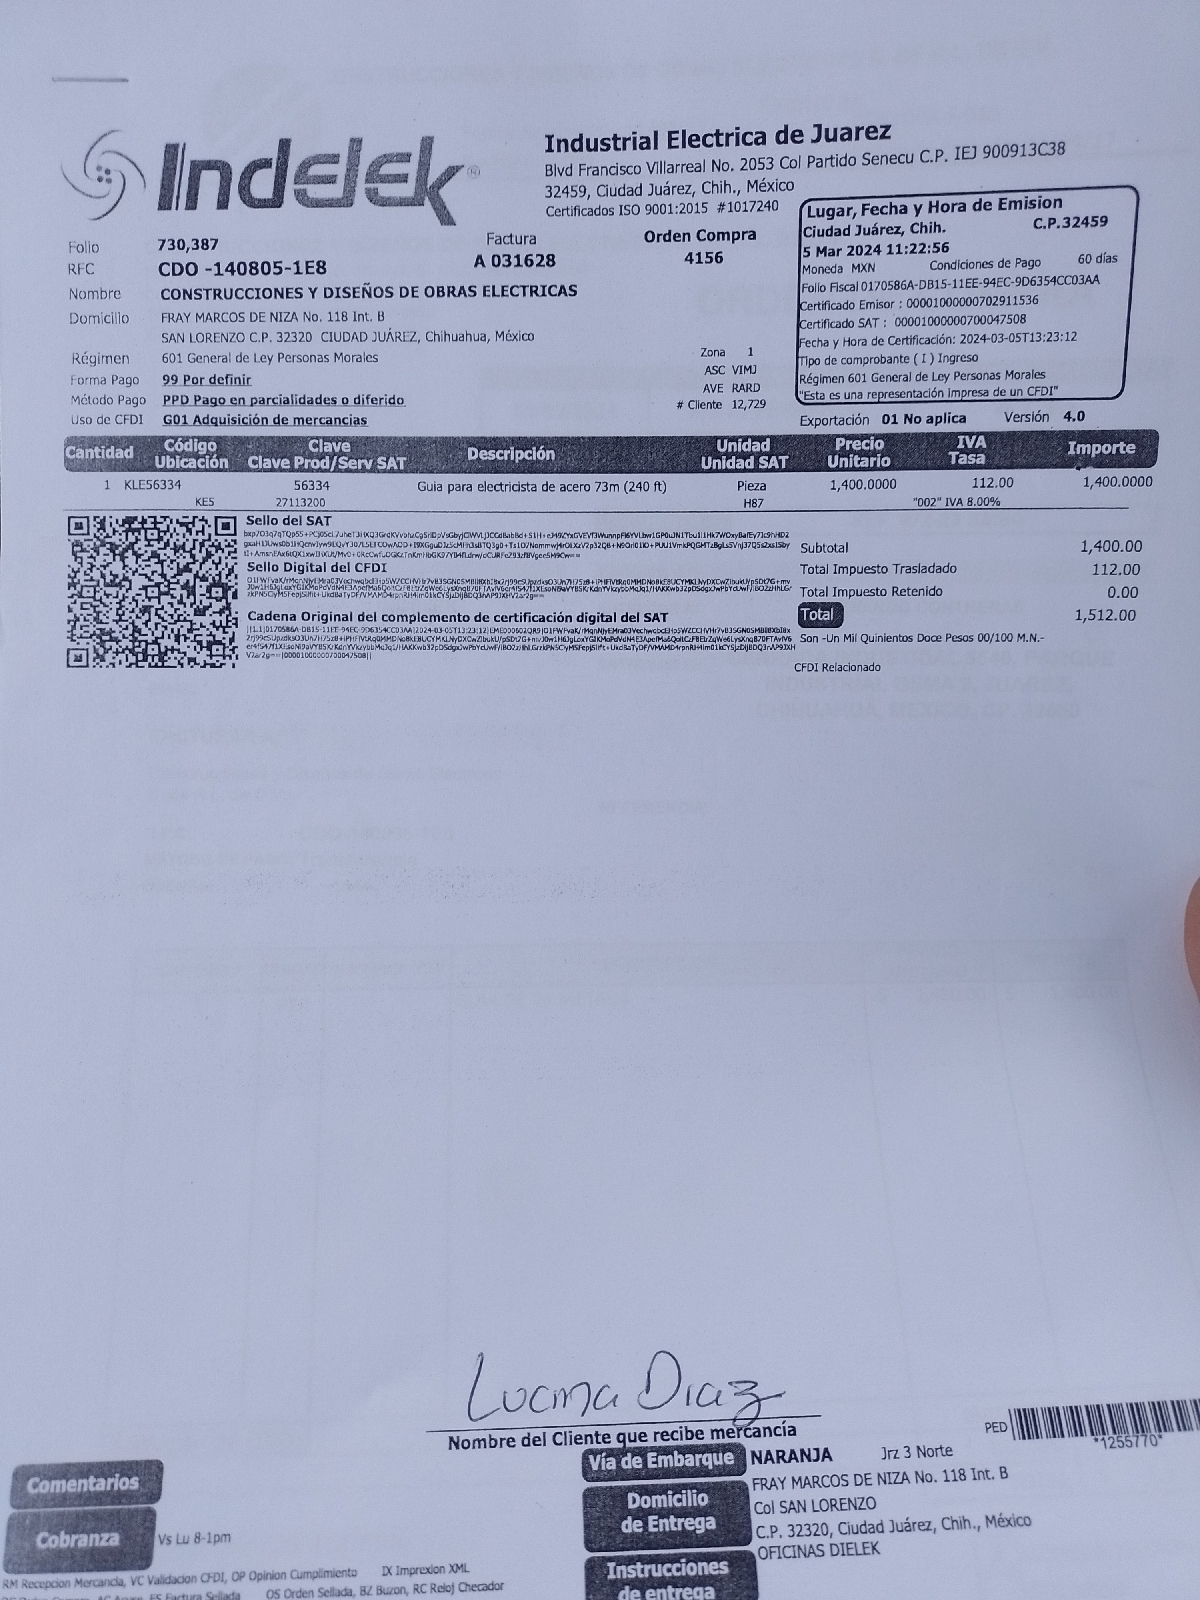 Indelek®
Industrial Electrica de Juarez
Blvd Francisco Villarreal No. 2053 Col Partido Senecu C.P. IEJ 900913C38
32459, Ciudad Juárez, Chih., México
Certificados ISO 9001:2015 #1017240
Lugar, Fecha y Hora de Emision
Ciudad Juárez, Chih. C.P.32459
5 Mar 2024 11:22:56
Moneda MXN Condiciones de Pago 60 días
Folio Fiscal 0170586A-DB15-11EE-94EC-9D6354CC03AA
Certificado Emisor : 00001000000702911536
Certificado SAT : 00001000000700047508
Fecha y Hora de Certificación: 2024-03-05T13:23:12
Tipo de comprobante ( I ) Ingreso
Régimen 601 General de Ley Personas Morales
"Esta es una representación impresa de un CFDI"
Folio 730,387 Factura Orden Compra
RFC CDO -140805-1E8 A 031628 4156
Nombre CONSTRUCCIONES Y DISEÑOS DE OBRAS ELECTRICAS
Domicilio FRAY MARCOS DE NIZA No. 118 Int. B
SAN LORENZO C.P. 32320 CIUDAD JUÁREZ, Chihuahua, México
Régimen 601 General de Ley Personas Morales
Forma Pago 99 Por definir
Método Pago PPD Pago en parcialidades o diferido
Uso de CFDI G01 Adquisición de mercancias
Zona 1
ASC VIMJ
AVE RARD
# Cliente 12,729
Exportación 01 No aplica Versión 4.0
Cantidad Código Ubicación Clave Clave Prod/Serv SAT Descripción Unidad Unidad SAT Precio Unitario IVA Tasa Importe
1 KLE56334 56334 Guia para electricista de acero 73m (240 ft) Pieza 1,400.0000 112.00 1,400.0000
KE5 27113200 H87 "002" IVA 8.00%
Sello del SAT
Sello Digital del CFDI
Cadena Original del complemento de certificación digital del SAT
Subtotal 1,400.00
Total Impuesto Trasladado 112.00
Total Impuesto Retenido 0.00
Total 1,512.00
Son -Un Mil Quinientos Doce Pesos 00/100 M.N.-
CFDI Relacionado
Lucina Diaz
Nombre del Cliente que recibe mercancía
PED *1255770*
Vía de Embarque NARANJA Jrz 3 Norte
Domicilio de Entrega FRAY MARCOS DE NIZA No. 118 Int. B
Col SAN LORENZO
C.P. 32320, Ciudad Juárez, Chih., México
OFICINAS DIELEK
Instrucciones de entrega
Comentarios
Cobranza Vs Lu 8-1pm
RM Recepcion Mercancia, VC Validacion CFDI, OP Opinion Cumplimiento IX Imprexion XML
OS Orden Sellada, BZ Buzon, RC Reloj Checador